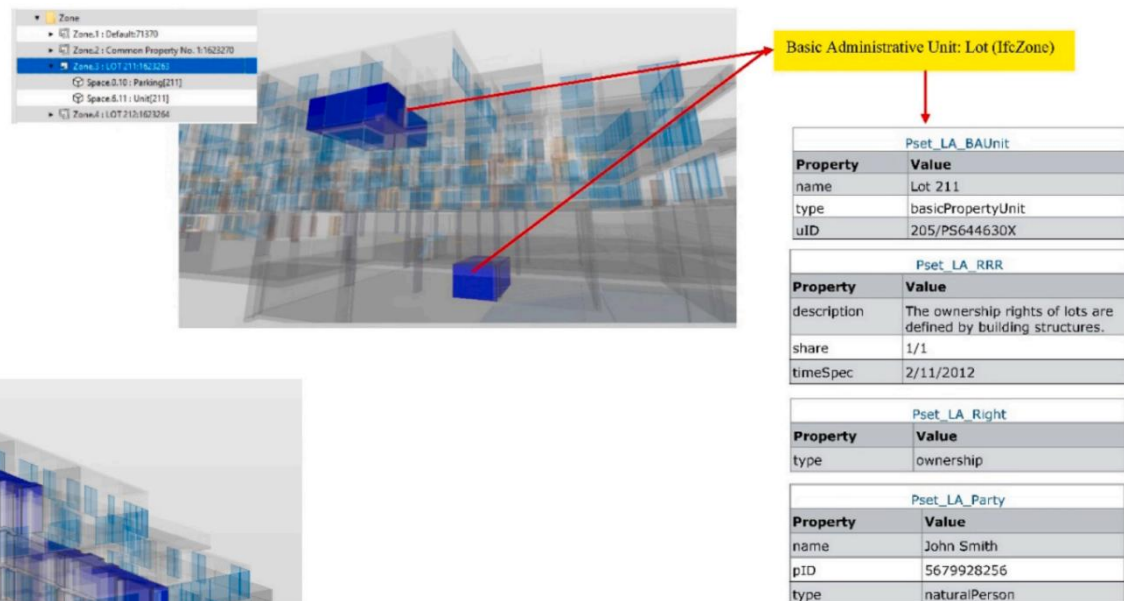 Zone
Zone.1 : Default:71370
Zone.2 : Common Property No. 1:1623270
Zone.3 : LOT 211:1623263
Space.0.10 : Parking[211]
Space.6.11 : Unit[211]
Zone.4 : LOT 212:1623264
Basic Administrative Unit: Lot (IfcZone)
Pset_LA_BAUnit
Property Value
name Lot 211
type basicPropertyUnit
uID 205/PS644630X
Pset_LA_RRR
Property Value
description The ownership rights of lots are
defined by building structures.
share 1/1
timeSpec 2/11/2012
Pset_LA_Right
Property Value
type ownership
Pset_LA_Party
Property Value
name John Smith
pID 5679928256
type naturalPerson